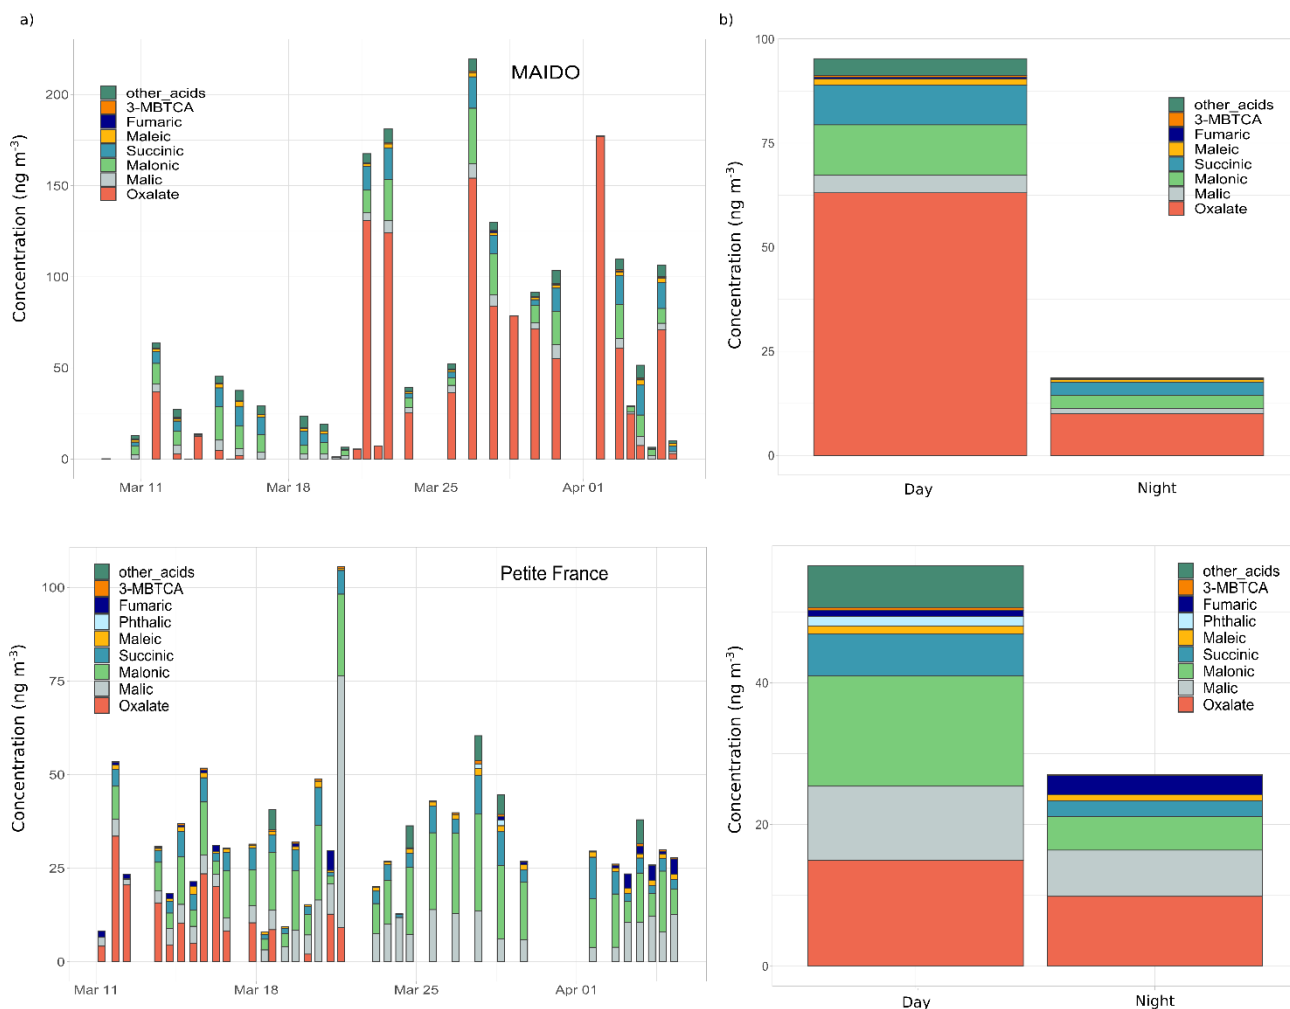 a)
MAIDO
Concentration (ng m-3)
200
150
100
50
0
other_acids
3-MBTCA
Fumaric
Maleic
Succinic
Malonic
Malic
Oxalate
Mar 11
Mar 18
Mar 25
Apr 01
b)
Concentration (ng m-3)
100
75
50
25
0
other_acids
3-MBTCA
Fumaric
Maleic
Succinic
Malonic
Malic
Oxalate
Day
Night
Petite France
Concentration (ng m-3)
100
75
50
25
0
other_acids
3-MBTCA
Fumaric
Phthalic
Maleic
Succinic
Malonic
Malic
Oxalate
Mar 11
Mar 18
Mar 25
Apr 01
Concentration (ng m-3)
40
20
0
other_acids
3-MBTCA
Fumaric
Phthalic
Maleic
Succinic
Malonic
Malic
Oxalate
Day
Night